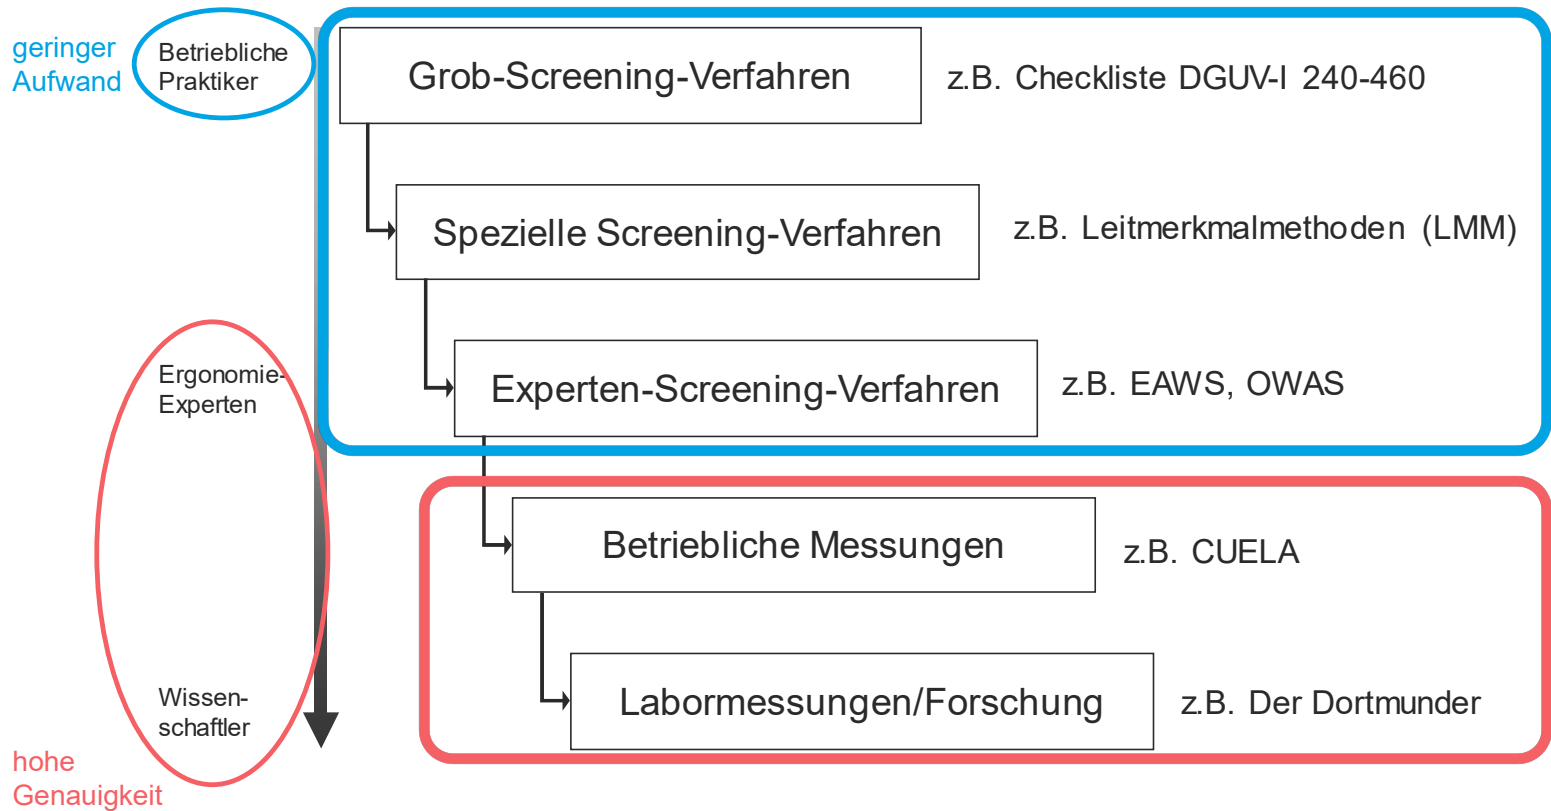 geringer
Aufwand
Betriebliche
Praktiker
Grob-Screening-Verfahren
z.B. Checkliste DGUV-I 240-460
Spezielle Screening-Verfahren
z.B. Leitmerkmalmethoden (LMM)
Ergonomie-
Experten
Experten-Screening-Verfahren
z.B. EAWS, OWAS
Betriebliche Messungen
z.B. CUELA
Wissen-
schaftler
Labormessungen/Forschung
z.B. Der Dortmunder
hohe
Genauigkeit